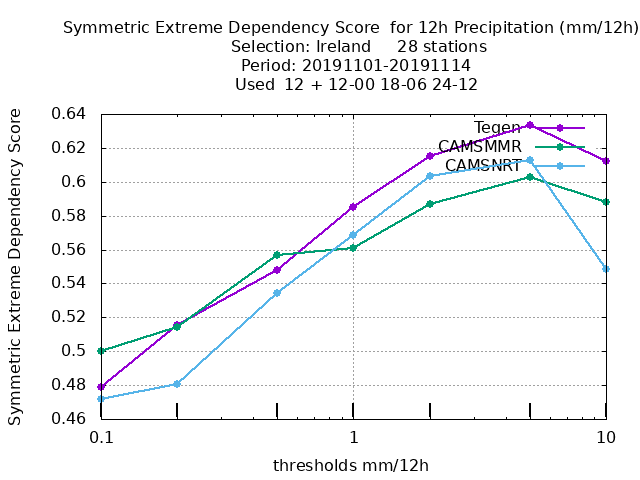 Symmetric Extreme Dependency Score  for 12h Precipitation (mm/12h)
Selection: Ireland     28 stations
Period: 20191101-20191114
Used  12 + 12-00 18-06 24-12
Symmetric Extreme Dependency Score
0.64
0.62
0.6
0.58
0.56
0.54
0.52
0.5
0.48
0.46
Tegen
CAMSMMR
CAMSNRT
0.1 1 10
thresholds mm/12h